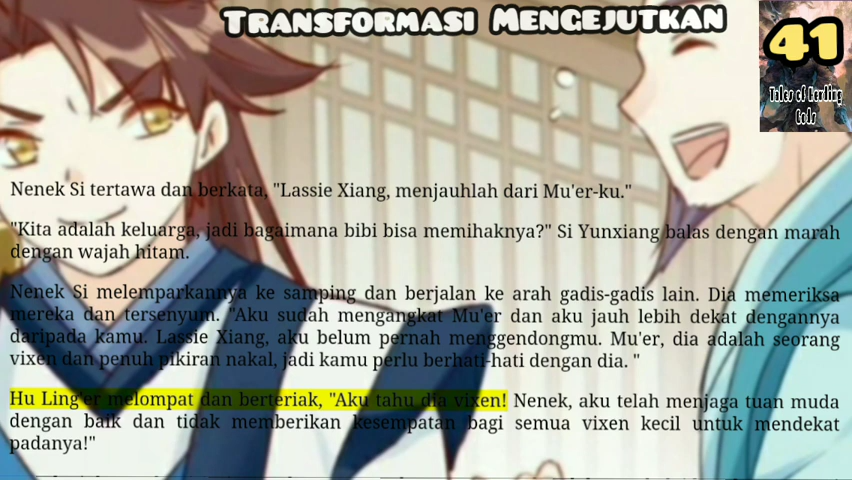 Transformasi Mengejutkan
41
Tales of Herding
Gods
Nenek Si tertawa dan berkata, "Lassie Xiang, menjauhlah dari Mu'er-ku."
"Kita adalah keluarga, jadi bagaimana bibi bisa memihaknya?" Si Yunxiang balas dengan marah
dengan wajah hitam.
Nenek Si melemparkannya ke samping dan berjalan ke arah gadis-gadis lain. Dia memeriksa
mereka dan tersenyum. "Aku sudah mengangkat Mu'er dan aku jauh lebih dekat dengannya
daripada kamu. Lassie Xiang, aku belum pernah menggendongmu. Mu'er, dia adalah seorang
vixen dan penuh pikiran nakal, jadi kamu perlu berhati-hati dengan dia. "
Hu Ling'er melompat dan berteriak, "Aku tahu dia vixen! Nenek, aku telah menjaga tuan muda
dengan baik dan tidak memberikan kesempatan bagi semua vixen kecil untuk mendekat
padanya!"